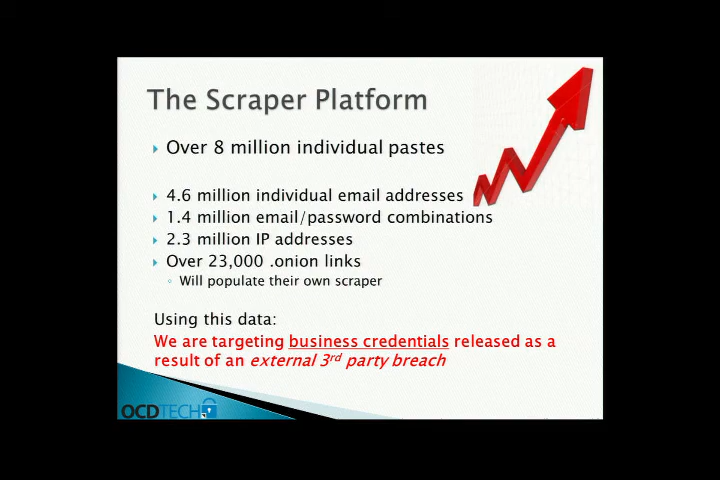 The Scraper Platform
Over 8 million individual pastes
4.6 million individual email addresses
1.4 million email/password combinations
2.3 million IP addresses
Over 23,000 .onion links
Will populate their own scraper
Using this data:
We are targeting business credentials released as a
result of an external 3rd party breach
OCDTECH